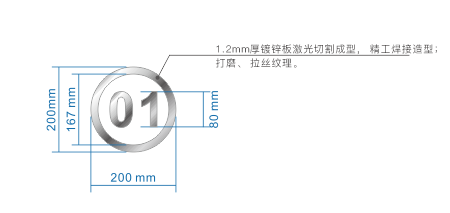 1.2mm厚镀锌板激光切割成型， 精工焊接造型
打磨、拉丝纹理。
200mm
167 mm
01
80 mm
200 mm